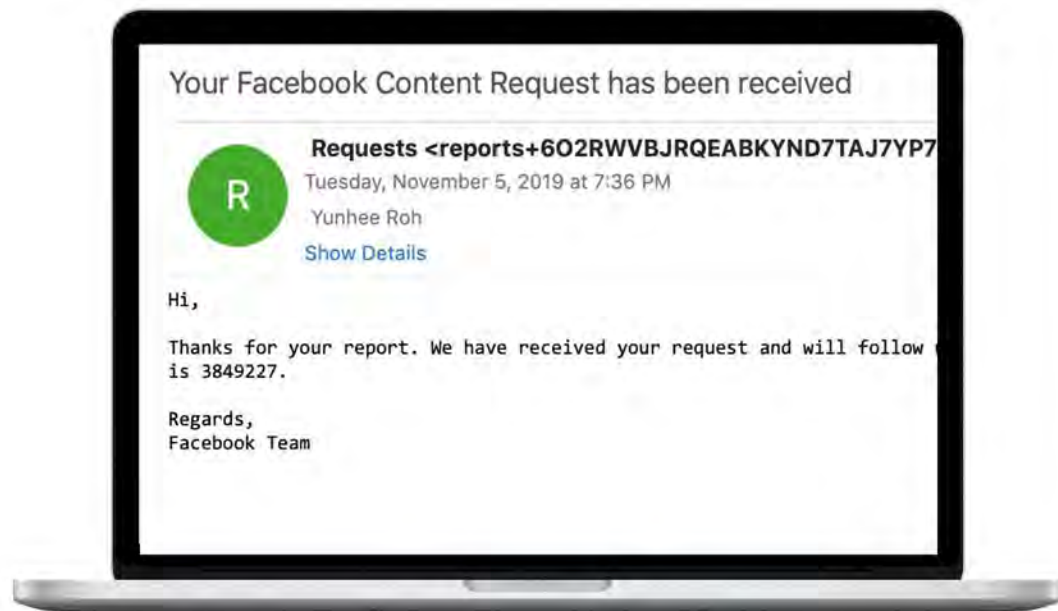 Your Facebook Content Request has been received
Requests <reports+6O2RWVBJRQEABKYND7TAJ7YP7
R
Tuesday, November 5, 2019 at 7:36 PM
Yunhee Roh
Show Details
Hi,
Thanks for your report. We have received your request and will follow
is 3849227.
Regards,
Facebook Team